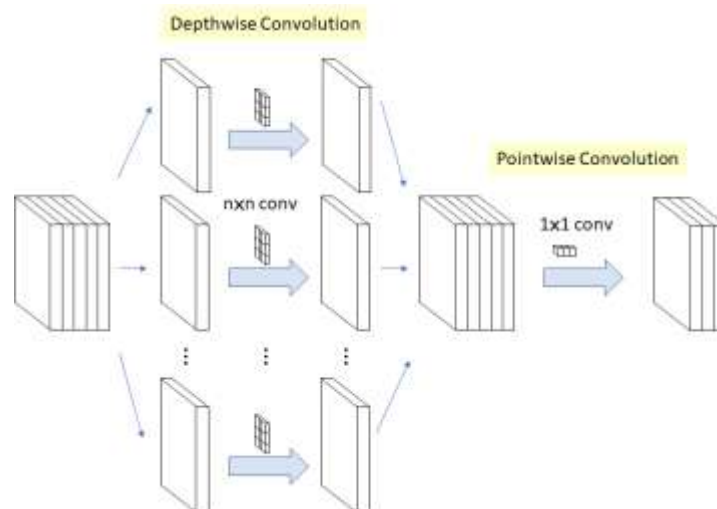 Depthwise Convolution
Pointwise Convolution
nxn conv
1x1 conv
...
...
...